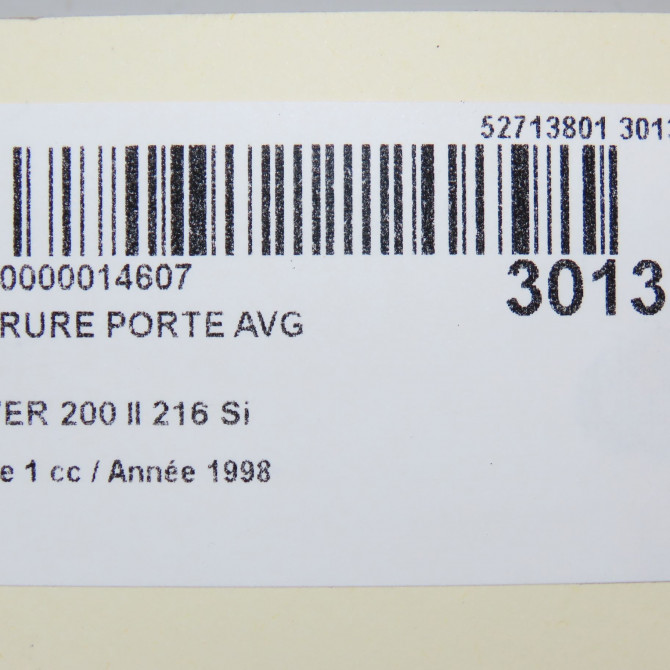 52713801 3013
0000014607
3013
RURE PORTE AVG
ER 200 II 216 Si
e 1 cc / Année 1998